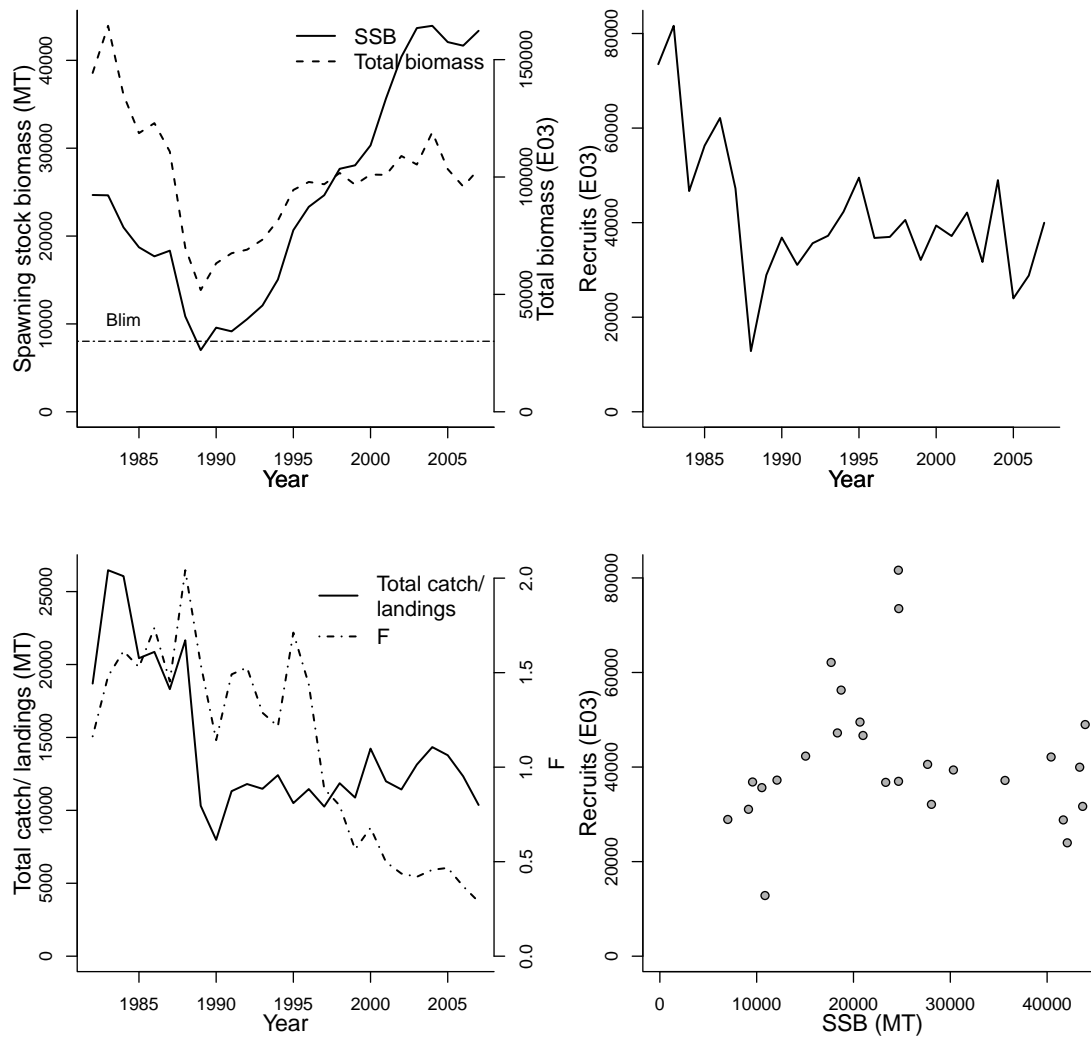 SSB
Total biomass
Blim
Spawning stock biomass (MT)
0 10000 20000 30000 40000
Total biomass (E03)
0 50000 100000 150000
1985 1990 1995 2000 2005
Year
Recruits (E03)
0 20000 40000 60000 80000
1985 1990 1995 2000 2005
Year
Total catch/
landings
F
Total catch/ landings (MT)
0 5000 10000 15000 20000 25000
F
0.0 0.5 1.0 1.5 2.0
1985 1990 1995 2000 2005
Year
Recruits (E03)
0 20000 40000 60000 80000
0 10000 20000 30000 40000
SSB (MT)